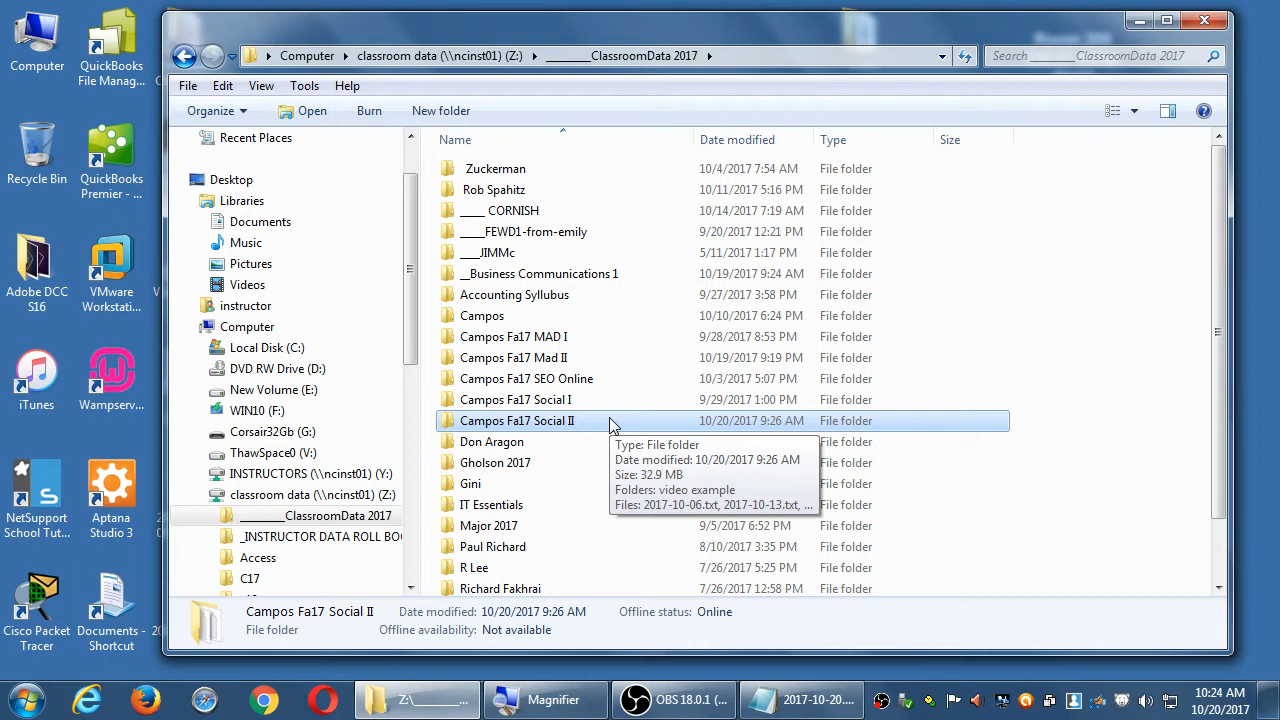 Computer
QuickBooks
File Manag...
Recycle Bin
QuickBooks
Premier - ...
Adobe DCC
S16
VMware
Workstati...
iTunes
Wampserv...
NetSupport
School Tut...
Aptana
Studio 3
Cisco Packet
Tracer
Documents -
Shortcut
Computer
classroom data (\\ncinst01) (Z:)
________ClassroomData 2017
Search ________ClassroomData 2017
File Edit View Tools Help
Organize Open Burn New folder
Recent Places
Desktop
Libraries
Documents
Music
Pictures
Videos
instructor
Computer
Local Disk (C:)
DVD RW Drive (D:)
New Volume (E:)
WIN10 (F:)
Corsair32Gb (G:)
ThawSpace0 (V:)
INSTRUCTORS (\\ncinst01) (Y:)
classroom data (\\ncinst01) (Z:)
________ClassroomData 2017
_INSTRUCTOR DATA ROLL BOO
Access
C17
Name Date modified Type Size
Zuckerman 10/4/2017 7:54 AM File folder
Rob Spahitz 10/11/2017 5:16 PM File folder
____ CORNISH 10/14/2017 7:19 AM File folder
____FEWD1-from-emily 9/20/2017 12:21 PM File folder
___JIMMc 5/11/2017 1:17 PM File folder
__Business Communications 1 10/19/2017 9:24 AM File folder
Accounting Syllubus 9/27/2017 3:58 PM File folder
Campos 10/10/2017 6:24 PM File folder
Campos Fa17 MAD I 9/28/2017 8:53 PM File folder
Campos Fa17 Mad II 10/19/2017 9:19 PM File folder
Campos Fa17 SEO Online 10/3/2017 5:07 PM File folder
Campos Fa17 Social I 9/29/2017 1:00 PM File folder
Campos Fa17 Social II 10/20/2017 9:26 AM File folder
Don Aragon File folder
Gholson 2017 File folder
Gini File folder
IT Essentials File folder
Major 2017 9/5/2017 6:52 PM File folder
Paul Richard 8/10/2017 3:35 PM File folder
R Lee 7/26/2017 5:25 PM File folder
Richard Fakhrai 7/26/2017 12:58 PM File folder
Type: File folder
Date modified: 10/20/2017 9:26 AM
Size: 32.9 MB
Folders: video example
Files: 2017-10-06.txt, 2017-10-13.txt, ...
Campos Fa17 Social II Date modified: 10/20/2017 9:26 AM Offline status: Online
File folder Offline availability: Not available
Z:\_______...
Magnifier
OBS 18.0.1 (...
2017-10-20....
10:24 AM
10/20/2017